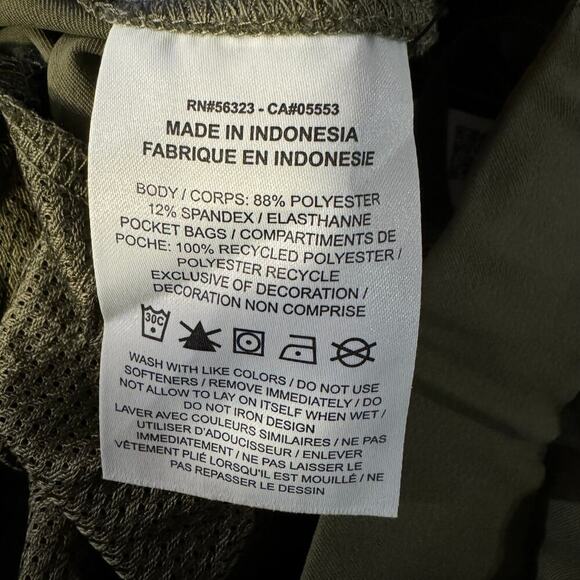 RN#56323 - CA#05553
MADE IN INDONESIA
FABRIQUE EN INDONESIE
BODY / CORPS: 88% POLYESTER
12% SPANDEX / ELASTHANNE
POCKET BAGS / COMPARTIMENTS DE
POCHE: 100% RECYCLED POLYESTER /
POLYESTER RECYCLE
EXCLUSIVE OF DECORATION /
DECORATION NON COMPRISE
30C
WASH WITH LIKE COLORS / DO NOT USE
SOFTENERS / REMOVE IMMEDIATELY / DO
NOT ALLOW TO LAY ON ITSELF WHEN WET /
DO NOT IRON DESIGN
LAVER AVEC COULEURS SIMILAIRES / NE PAS
UTILISER D'ADOUCISSEUR / ENLEVER
IMMÉDIATEMENT / NE PAS LAISSER LE
VÊTEMENT PLIÉ LORSQU'IL EST MOUILLÉ / NE
PAS REPASSER LE DESSIN